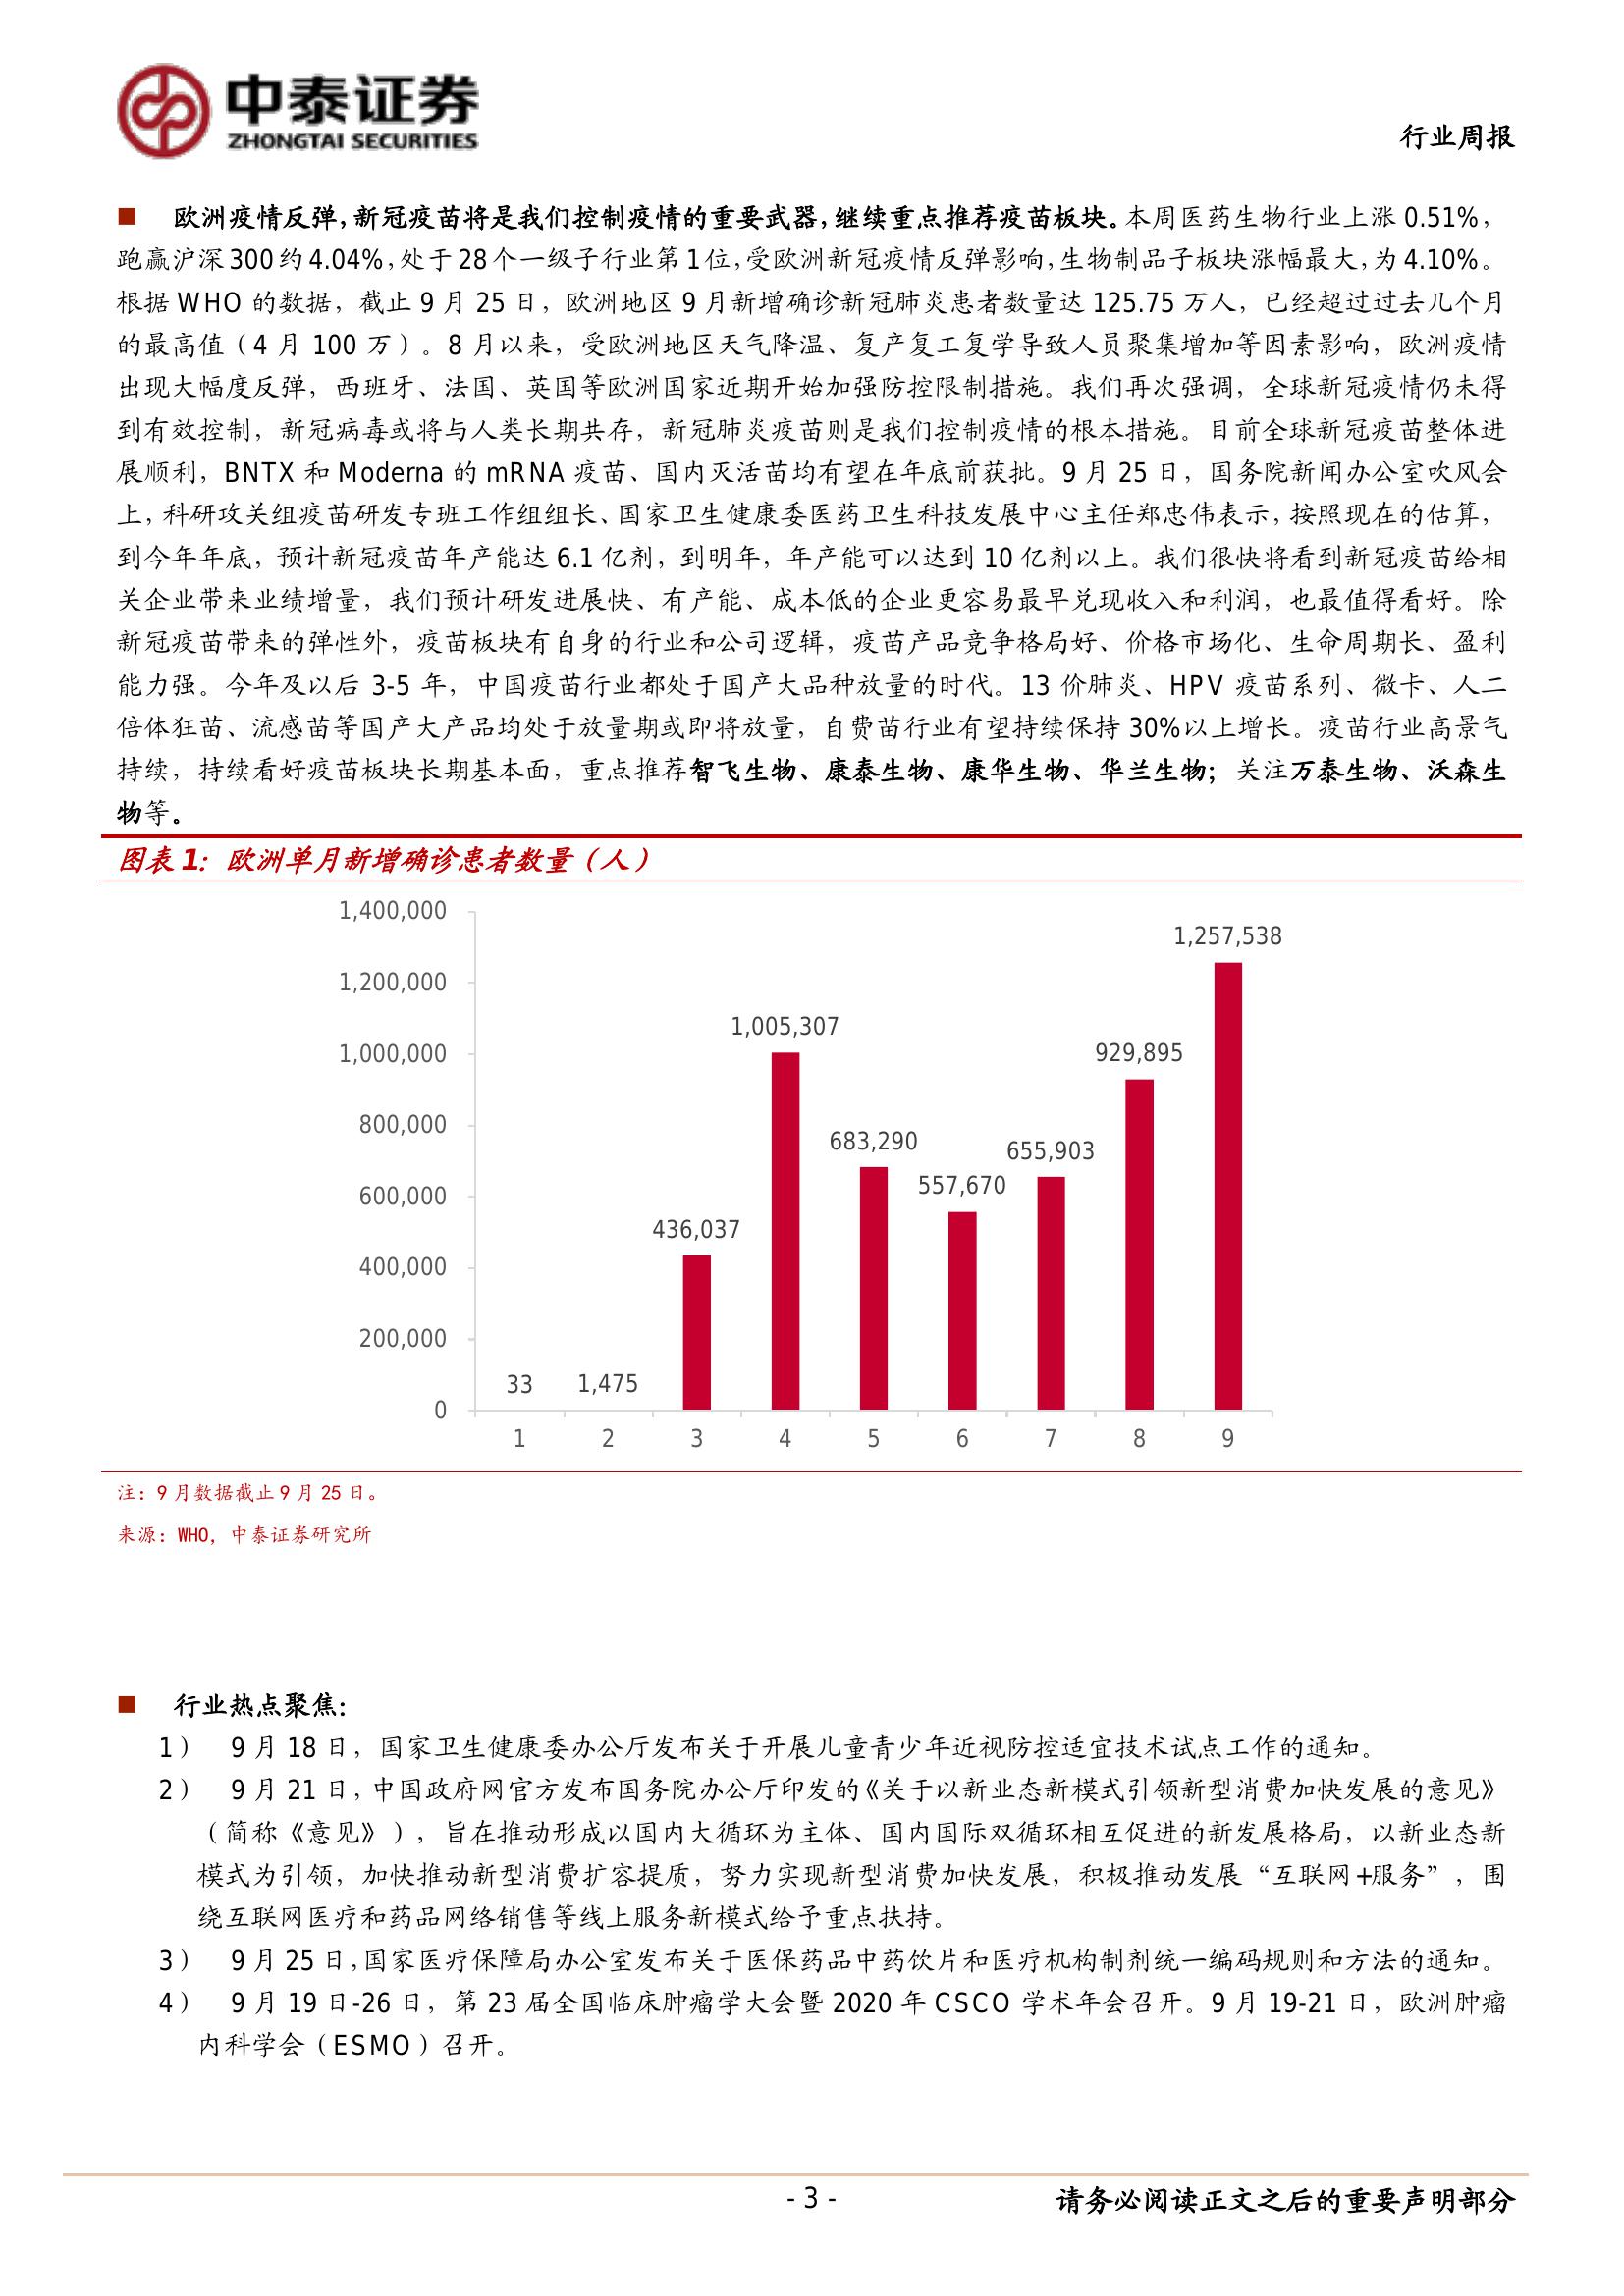 中泰证券
ZHONGTAI SECURITIES
行业周报
■ 欧洲疫情反弹，新冠疫苗将是我们控制疫情的重要武器，继续重点推荐疫苗板块。本周医药生物行业上涨 0.51%，
跑赢沪深 300 约 4.04%，处于 28 个一级子行业第 1 位，受欧洲新冠疫情反弹影响，生物制品子板块涨幅最大，为 4.10%。
根据 WHO 的数据，截止 9 月 25 日，欧洲地区 9 月新增确诊新冠肺炎患者数量达 125.75 万人，已经超过过去几个月
的最高值（4 月 100 万）。8 月以来，受欧洲地区天气降温、复产复工复学导致人员聚集增加等因素影响，欧洲疫情
出现大幅度反弹，西班牙、法国、英国等欧洲国家近期开始加强防控限制措施。我们再次强调，全球新冠疫情仍未得
到有效控制，新冠病毒或将与人类长期共存，新冠肺炎疫苗则是我们控制疫情的根本措施。目前全球新冠疫苗整体进
展顺利，BNTX 和 Moderna 的 mRNA 疫苗、国内灭活苗均有望在年底前获批。9 月 25 日，国务院新闻办公室吹风会
上，科研攻关组疫苗研发专班工作组组长、国家卫生健康委医药卫生科技发展中心主任郑忠伟表示，按照现在的估算，
到今年年底，预计新冠疫苗年产能达 6.1 亿剂，到明年，年产能可以达到 10 亿剂以上。我们很快将看到新冠疫苗给相
关企业带来业绩增量，我们预计研发进展快、有产能、成本低的企业更容易最早兑现收入和利润，也最值得看好。除
新冠疫苗带来的弹性外，疫苗板块有自身的行业和公司逻辑，疫苗产品竞争格局好、价格市场化、生命周期长、盈利
能力强。今年及以后 3-5 年，中国疫苗行业都处于国产大品种放量的时代。13 价肺炎、HPV 疫苗系列、微卡、人二
倍体狂苗、流感苗等国产大产品均处于放量期或即将放量，自费苗行业有望持续保持 30%以上增长。疫苗行业高景气
持续，持续看好疫苗板块长期基本面，重点推荐智飞生物、康泰生物、康华生物、华兰生物；关注万泰生物、沃森生
物等。
图表 1：欧洲单月新增确诊患者数量（人）
1,400,000
1,200,000
1,000,000
800,000
600,000
400,000
200,000
0
33
1,475
436,037
1,005,307
683,290
557,670
655,903
929,895
1,257,538
1 2 3 4 5 6 7 8 9
注：9 月数据截止 9 月 25 日。
来源：WHO，中泰证券研究所
■ 行业热点聚焦：
1） 9 月 18 日，国家卫生健康委办公厅发布关于开展儿童青少年近视防控适宜技术试点工作的通知。
2） 9 月 21 日，中国政府网官方发布国务院办公厅印发的《关于以新业态新模式引领新型消费加快发展的意见》
（简称《意见》），旨在推动形成以国内大循环为主体、国内国际双循环相互促进的新发展格局，以新业态新
模式为引领，加快推动新型消费扩容提质，努力实现新型消费加快发展，积极推动发展“互联网+服务”，围
绕互联网医疗和药品网络销售等线上服务新模式给予重点扶持。
3） 9 月 25 日，国家医疗保障局办公室发布关于医保药品中药饮片和医疗机构制剂统一编码规则和方法的通知。
4） 9 月 19 日-26 日，第 23 届全国临床肿瘤学大会暨 2020 年 CSCO 学术年会召开。9 月 19-21 日，欧洲肿瘤
内科学会（ESMO）召开。
- 3 -
请务必阅读正文之后的重要声明部分